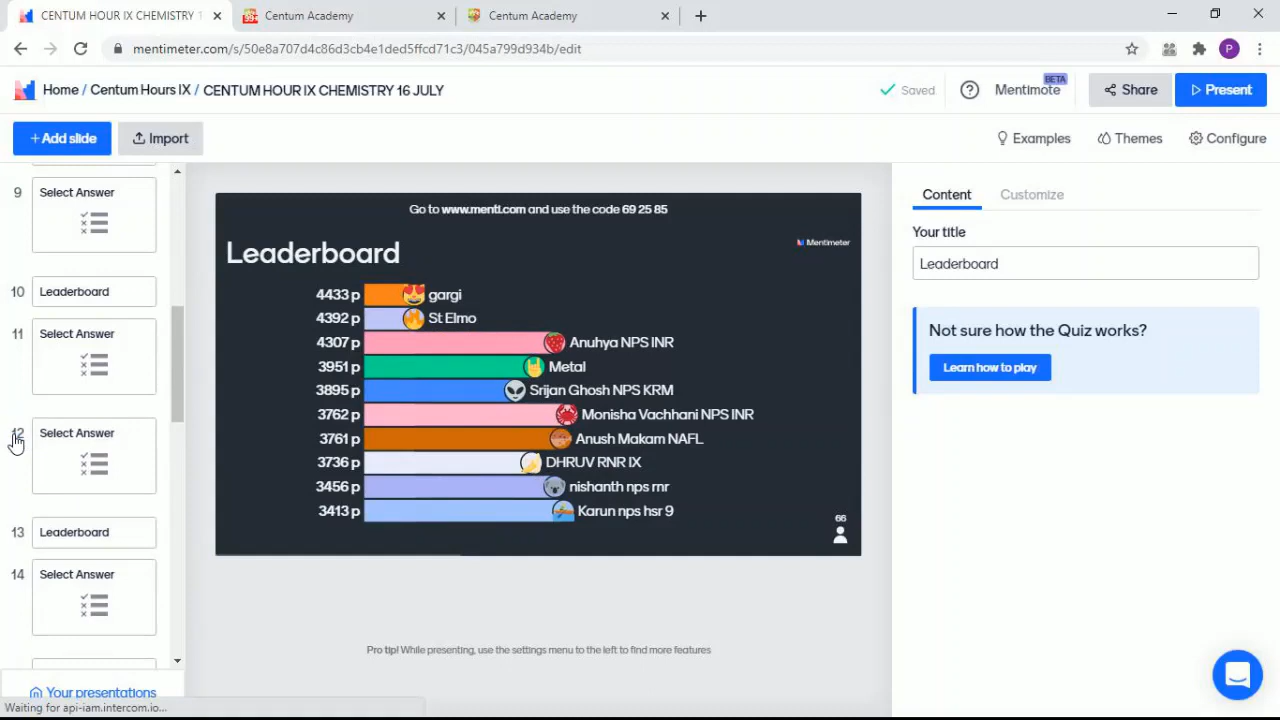 CENTUM HOUR IX CHEMISTRY 1
Centum Academy
Centum Academy
mentimeter.com/s/50e8a707d4c86d3cb4e1ded5ffcd71c3/045a799d934b/edit
P
Home / Centum Hours IX / CENTUM HOUR IX CHEMISTRY 16 JULY
Saved
Mentimote
BETA
Share
Present
+Add slide
Import
Examples
Themes
Configure
9
Select Answer
10
Leaderboard
11
Select Answer
12
Select Answer
13
Leaderboard
14
Select Answer
Your presentations
Waiting for api-iam.intercom.io...
Go to www.menti.com and use the code 69 25 85
Leaderboard
Mentimeter
4433 p gargi
4392 p St Elmo
4307 p Anuhya NPS INR
3951 p Metal
3895 p Srijan Ghosh NPS KRM
3762 p Monisha Vachhani NPS INR
3761 p Anush Makam NAFL
3736 p DHRUV RNR IX
3456 p nishanth nps rnr
3413 p Karun nps hsr 9
66
Pro tip! While presenting, use the settings menu to the left to find more features
Content
Customize
Your title
Leaderboard
Not sure how the Quiz works?
Learn how to play